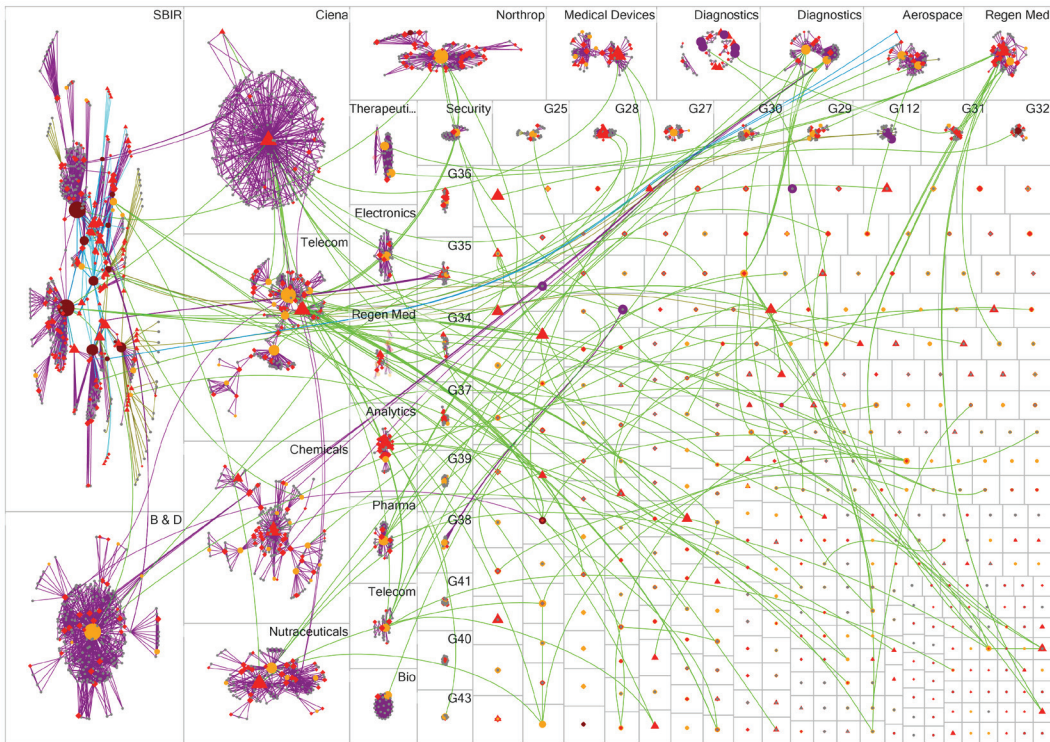 SBIR
Ciena
Northrop
Medical Devices
Diagnostics
Diagnostics
Aerospace
Regen Med
Therapeuti...
Security
G25
G28
G27
G30
G29
G112
G31
G32
G36
Electronics
Telecom
G35
Regen Med
G34
G37
Analytics
Chemicals
G39
Pharma
G38
B & D
G41
Telecom
Nutraceuticals
G40
Bio
G43